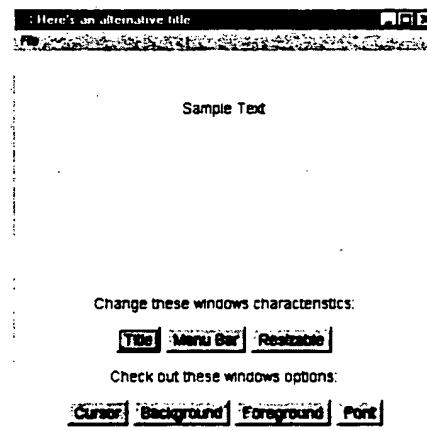 Here's an alternative title
File
Sample Text
Change these windows characteristics:
Title Menu Bar Resizable
Check out these windows options:
Cursor Background Foreground Font